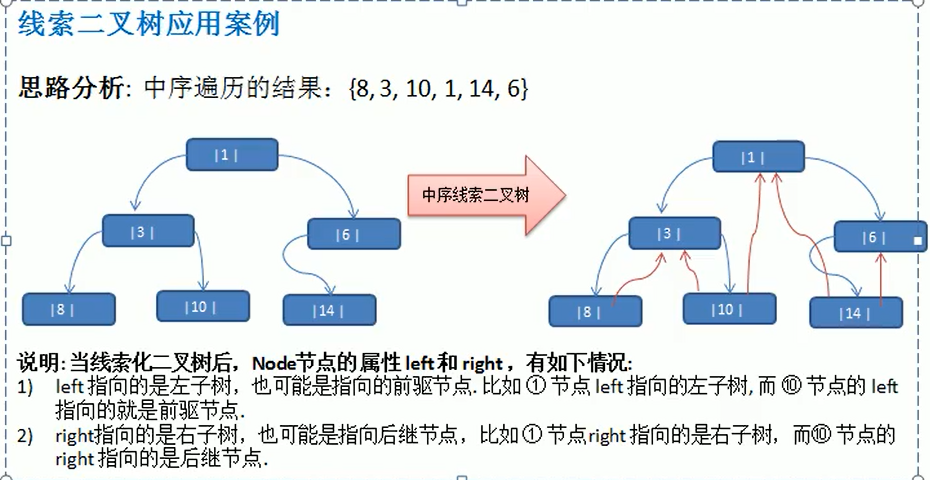 线索二叉树应用案例
思路分析: 中序遍历的结果：{8, 3, 10, 1, 14, 6}
|1 |
|3 |
|6 |
|8 |
|10 |
|14 |
中序线索二叉树
|1 |
|3 |
|6 |
|8 |
|10 |
|14 |
说明: 当线索化二叉树后，Node节点的属性 left 和 right ，有如下情况:
1) left 指向的是左子树，也可能是指向的前驱节点. 比如 ① 节点 left 指向的左子树, 而 ⑩ 节点的 left
指向的就是前驱节点.
2) right指向的是右子树，也可能是指向后继节点，比如 ① 节点right 指向的是右子树，而⑩ 节点的
right 指向的是后继节点.